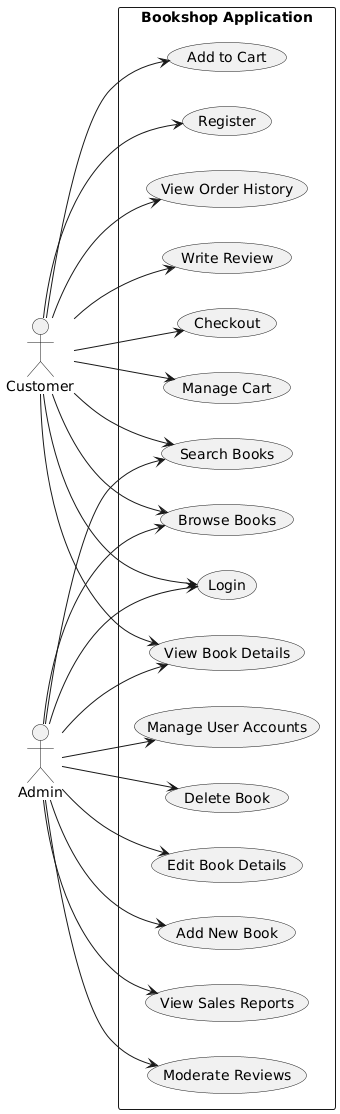 Bookshop Application
Add to Cart
Register
View Order History
Write Review
Checkout
Manage Cart
Customer
Search Books
Browse Books
Login
View Book Details
Manage User Accounts
Admin
Delete Book
Edit Book Details
Add New Book
View Sales Reports
Moderate Reviews